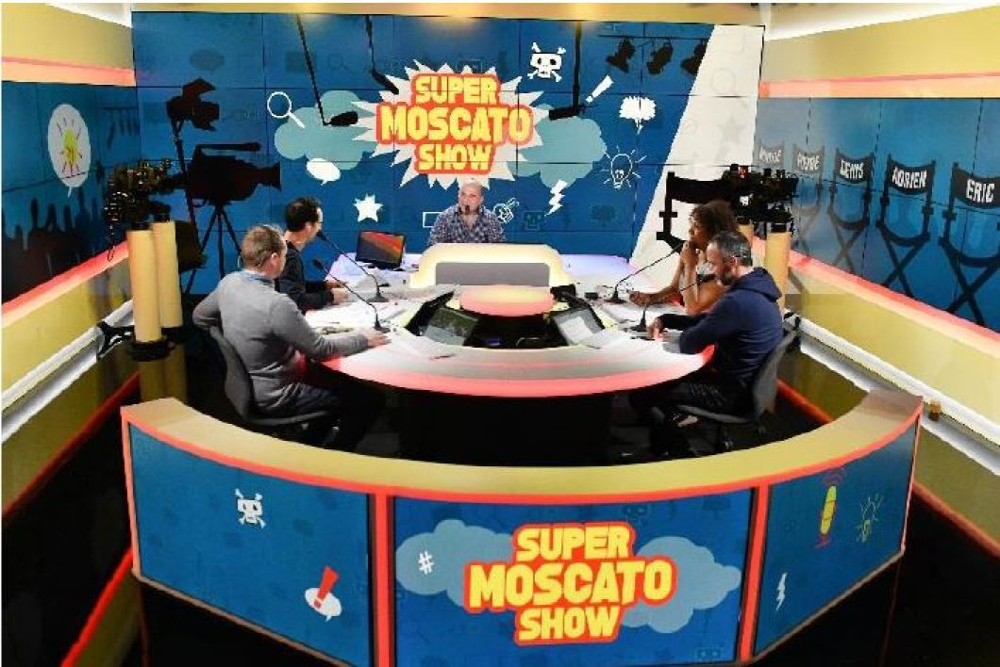 SUPER
MOSCATO
SHOW
PIERRE
DENIS
ADRIEN
ERIC
#
SUPER
MOSCATO
SHOW